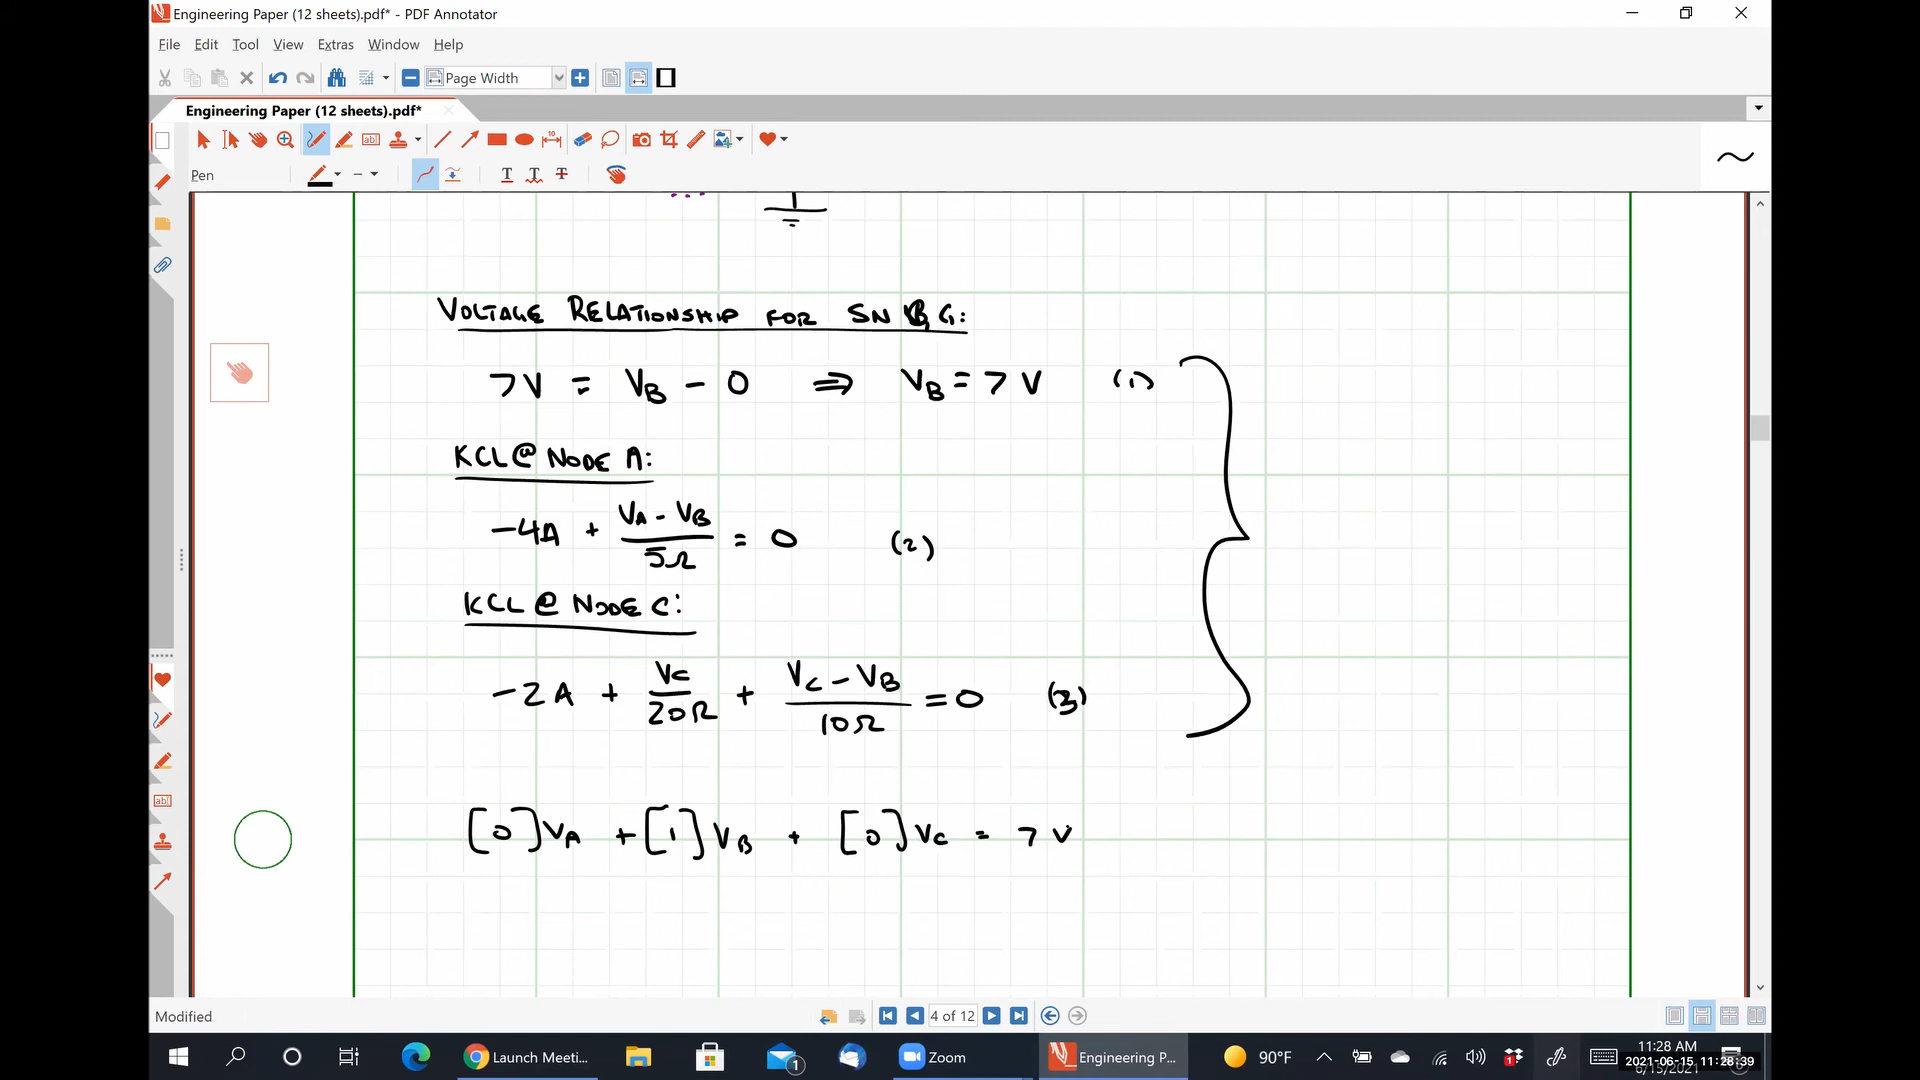 Engineering Paper (12 sheets).pdf* - PDF Annotator
File Edit Tool View Extras Window Help
Page Width
Engineering Paper (12 sheets).pdf*
Pen
VOLTAGE RELATIONSHIP FOR SN B, G:
7V = VB - 0 ⇒ VB = 7 V (1)
KCL @ NODE A:
-4A + (VA - VB)/5Ω = 0 (2)
KCL @ NODE C:
-2A + VC/20Ω + (VC - VB)/10Ω = 0 (3)
[0]VA + [1]VB + [0]VC = 7 V
Modified
4 of 12
Launch Meeti...
1
Zoom
Engineering P...
90°F
1
11:28 AM
2021-06-15, 11:28:39